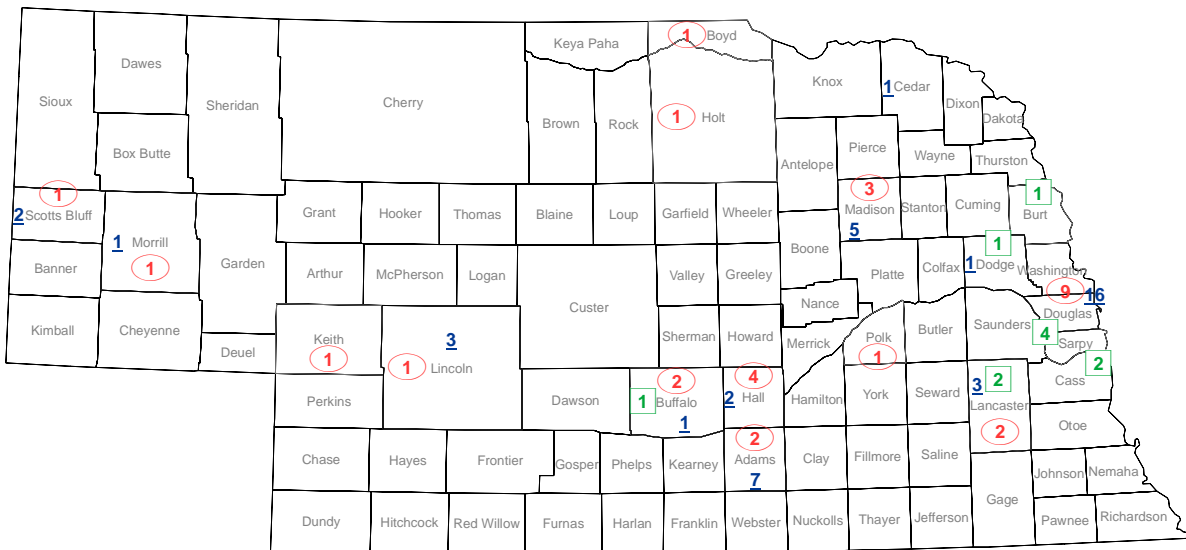 1 Boyd
Keya Paha
Dawes
Knox
1 Cedar
Sioux
Sheridan
Cherry
Dixon
Brown
Rock
1 Holt
Dakota
Box Butte
Pierce
Wayne
Antelope
Thurston
1
2 Scotts Bluff
3
Madison
5
Stanton
Cuming
1
Burt
Grant
Hooker
Thomas
Blaine
Loup
Garfield
Wheeler
1 Morrill
1
Garden
Boone
1
1 Dodge
Banner
Arthur
McPherson
Logan
Valley
Greeley
Platte
Colfax
Washington
9 16
Custer
Nance
Douglas
Kimball
Cheyenne
Keith
1
3
1 Lincoln
Sherman
Howard
Merrick
Polk
1
Butler
Saunders
4
Sarpy
2
Deuel
Perkins
Dawson
2
1 Buffalo
1
4
2 Hall
Hamilton
York
Seward
2
3
Lancaster
2
Cass
Otoe
Chase
Hayes
Frontier
Gosper
Phelps
Kearney
2
Adams
7
Clay
Fillmore
Saline
Johnson
Nemaha
Gage
Dundy
Hitchcock
Red Willow
Furnas
Harlan
Franklin
Webster
Nuckolls
Thayer
Jefferson
Pawnee
Richardson